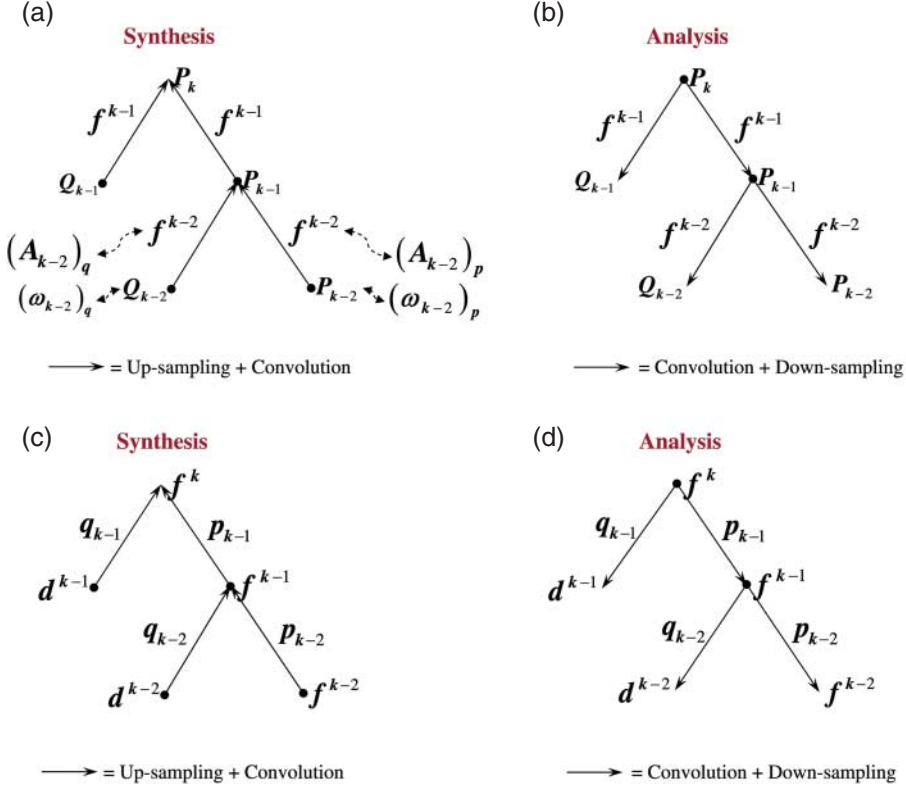 (a)
Synthesis
P_k
f^{k-1} f^{k-1}
Q_{k-1} P_{k-1}
f^{k-2} f^{k-2}
(A_{k-2})_q (A_{k-2})_p
(ω_{k-2})_q Q_{k-2} P_{k-2} (ω_{k-2})_p
= Up-sampling + Convolution
(b)
Analysis
P_k
f^{k-1} f^{k-1}
Q_{k-1} P_{k-1}
f^{k-2} f^{k-2}
Q_{k-2} P_{k-2}
= Convolution + Down-sampling
(c)
Synthesis
f^k
q_{k-1} p_{k-1}
d^{k-1} f^{k-1}
q_{k-2} p_{k-2}
d^{k-2} f^{k-2}
= Up-sampling + Convolution
(d)
Analysis
f^k
q_{k-1} p_{k-1}
d^{k-1} f^{k-1}
q_{k-2} p_{k-2}
d^{k-2} f^{k-2}
= Convolution + Down-sampling